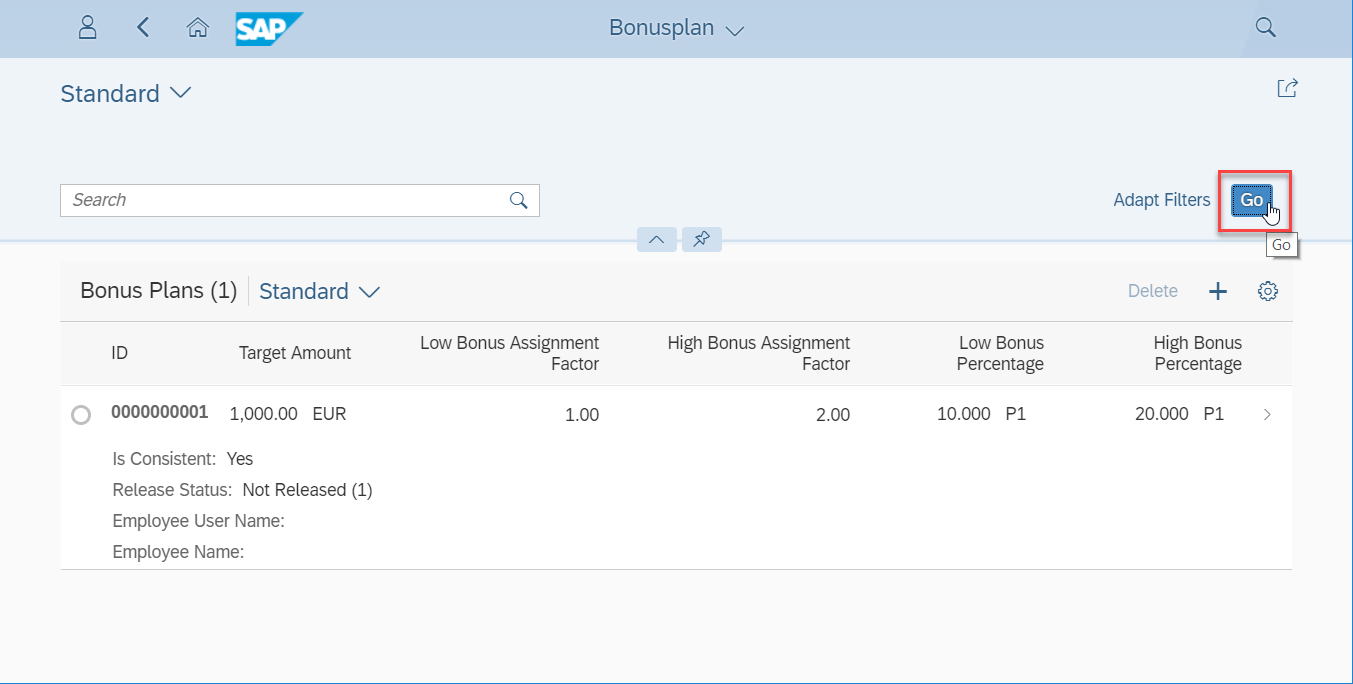 SAP
Bonusplan
Standard
Search
Adapt Filters
Go
Go
Bonus Plans (1)
Standard
Delete
ID
Target Amount
Low Bonus Assignment
Factor
High Bonus Assignment
Factor
Low Bonus
Percentage
High Bonus
Percentage
0000000001 1,000.00 EUR 1.00 2.00 10.000 P1 20.000 P1
Is Consistent: Yes
Release Status: Not Released (1)
Employee User Name:
Employee Name: